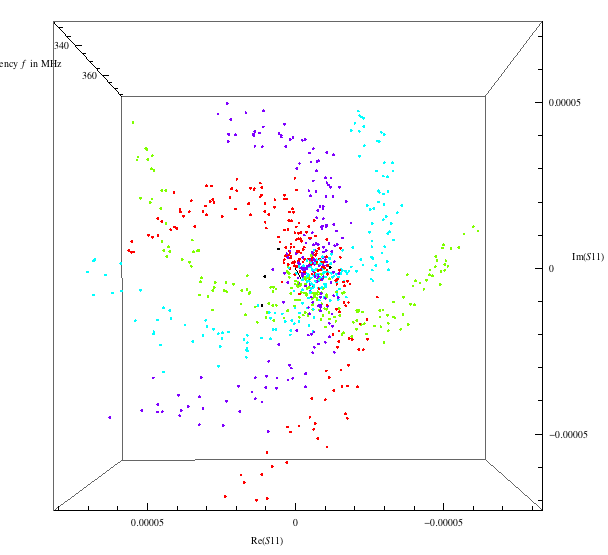 340
ency f in MHz
360
0.00005
Im(S11)
0
−0.00005
0.00005
0
−0.00005
Re(S11)